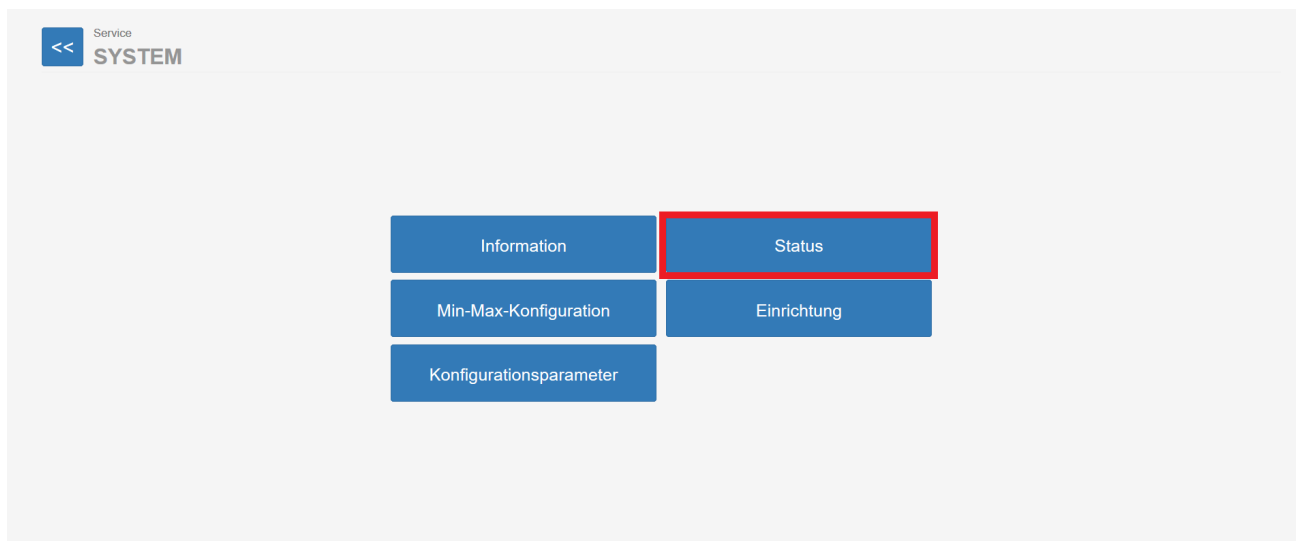 <<
Service
SYSTEM
Information
Status
Min-Max-Konfiguration
Einrichtung
Konfigurationsparameter